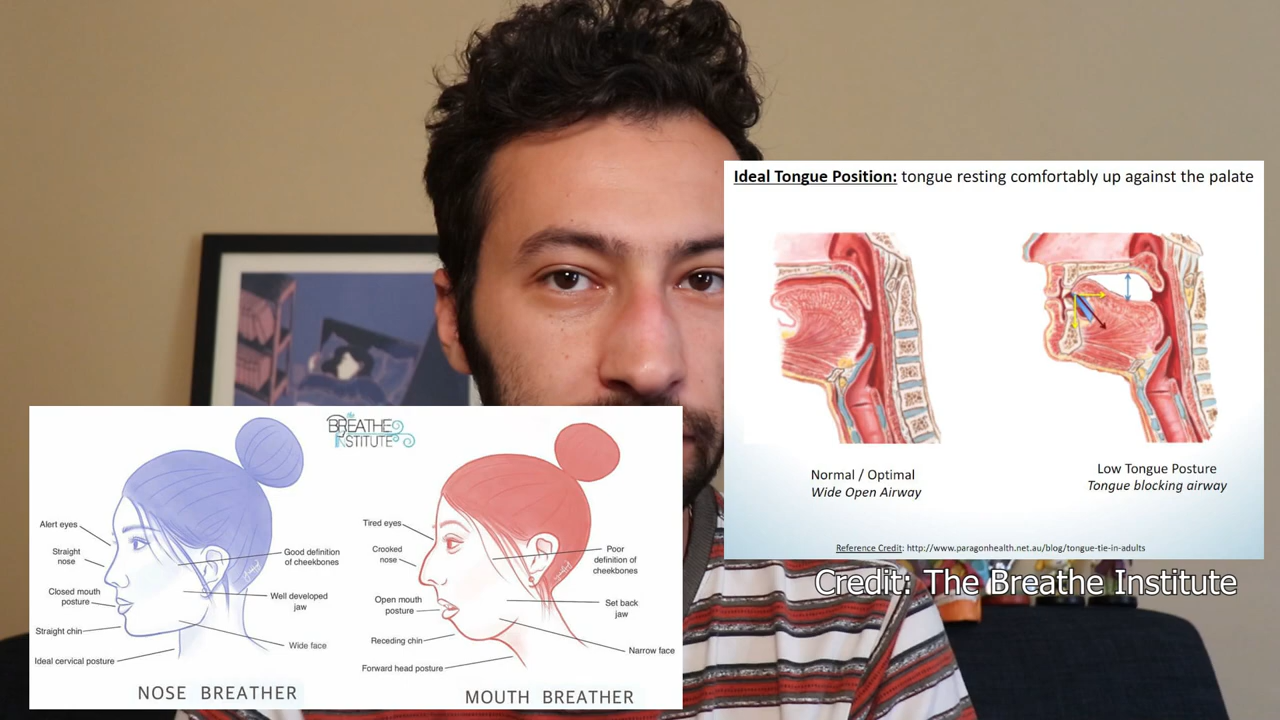 Ideal Tongue Position: tongue resting comfortably up against the palate
Normal / Optimal
Wide Open Airway
Low Tongue Posture
Tongue blocking airway
Reference Credit: http://www.paragonhealth.net.au/blog/tongue-tie-in-adults
Credit: The Breathe Institute
the
BREATHE
INSTITUTE
Alert eyes
Straight
nose
Closed mouth
posture
Straight chin
Ideal cervical posture
Good definition
of cheekbones
Well developed
jaw
Wide face
NOSE BREATHER
Tired eyes
Crooked
nose
Open mouth
posture
Receding chin
Forward head posture
Poor
definition of
cheekbones
Set back
jaw
Narrow face
MOUTH BREATHER